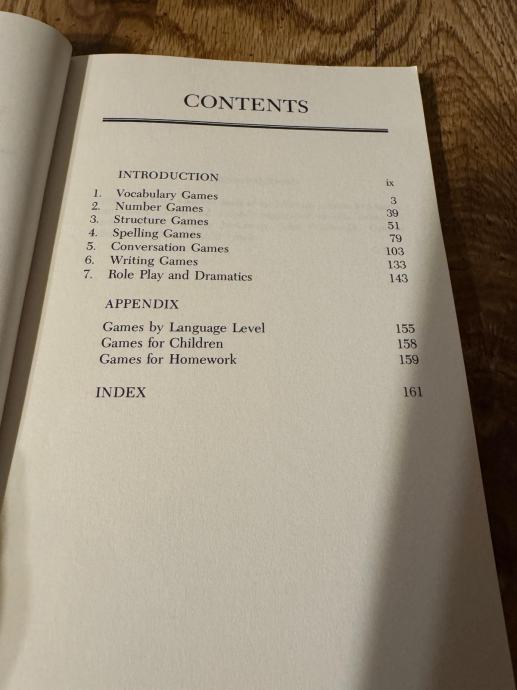 CONTENTS
INTRODUCTION ix
1. Vocabulary Games 3
2. Number Games 39
3. Structure Games 51
4. Spelling Games 79
5. Conversation Games 103
6. Writing Games 133
7. Role Play and Dramatics 143
APPENDIX
Games by Language Level 155
Games for Children 158
Games for Homework 159
INDEX 161